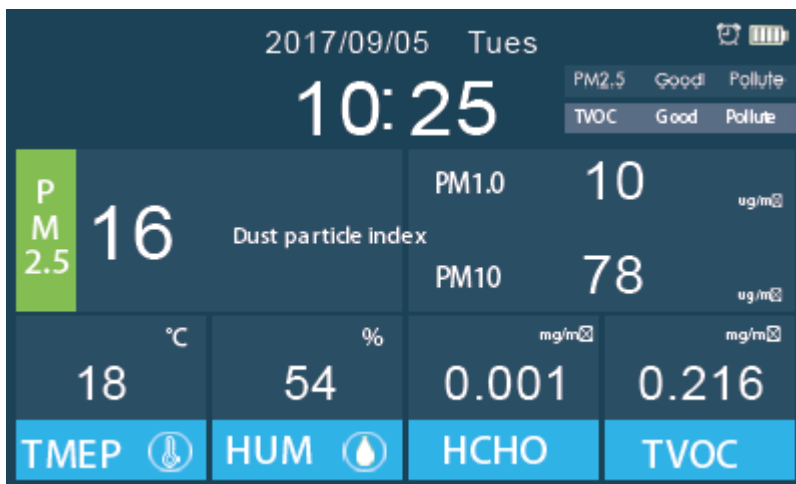 2017/09/05 Tues
10:25
PM2.5 Good Pollute
TVOC Good Pollute
PM2.5
16
Dust particle index
PM1.0 10 ug/m☒
PM10 78 ug/m☒
℃ % mg/m☒ mg/m☒
18 54 0.001 0.216
TMEP HUM HCHO TVOC